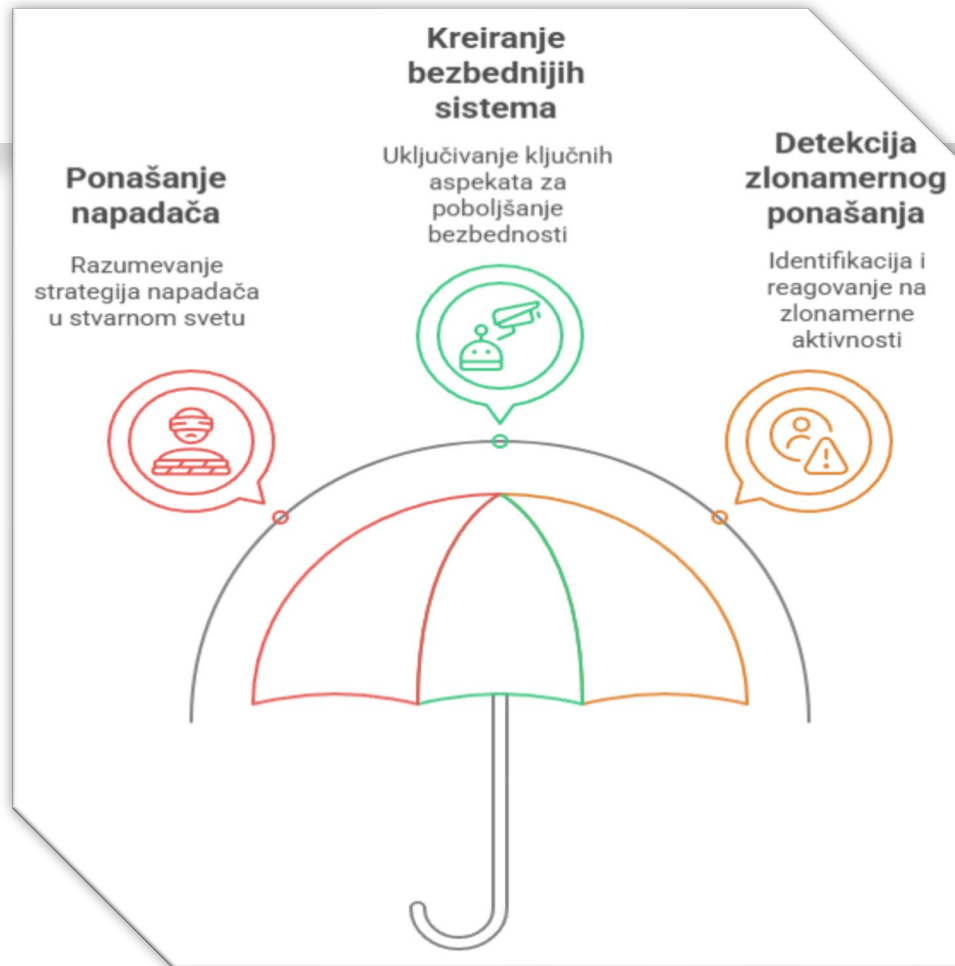 Kreiranje
bezbednijih
sistema
Uključivanje ključnih
aspekata za
poboljšanje
bezbednosti
Ponašanje
napadača
Razumevanje
strategija napadača
u stvarnom svetu
Detekcija
zlonamernog
ponašanja
Identifikacija i
reagovanje na
zlonamerne
aktivnosti